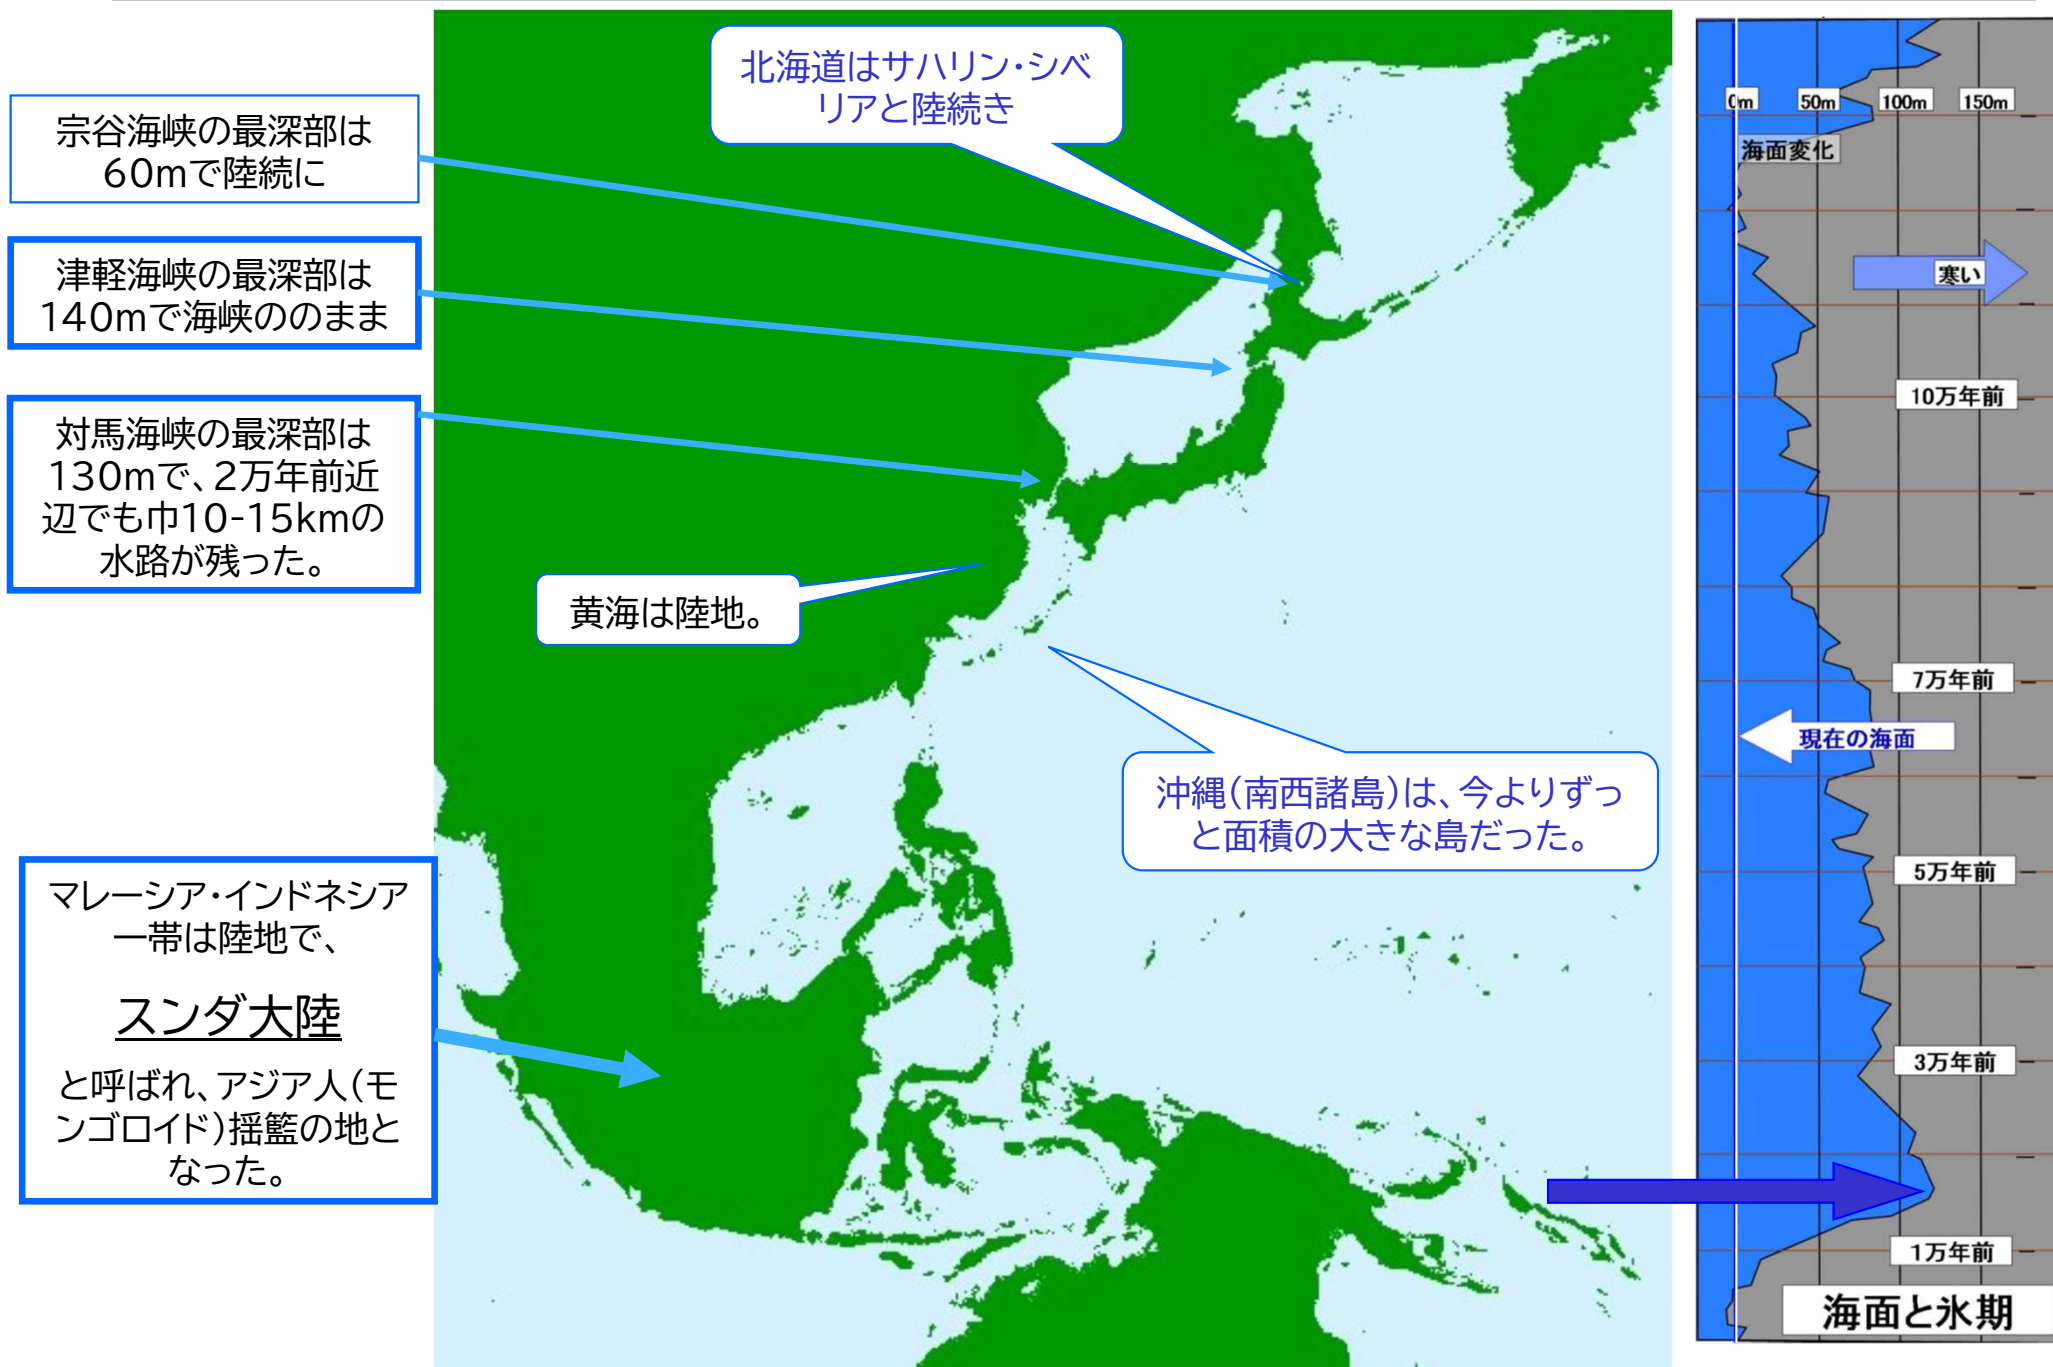 北海道はサハリン・シベ
リアと陸続き
宗谷海峡の最深部は
60mで陸続に
津軽海峡の最深部は
140mで海峡ののまま
対馬海峡の最深部は
130mで、2万年前近
辺でも巾10-15kmの
水路が残った。
黄海は陸地。
沖縄(南西諸島)は、今よりずっ
と面積の大きな島だった。
マレーシア・インドネシア
一帯は陸地で、
スンダ大陸
と呼ばれ、アジア人(モ
ンゴロイド)揺籃の地と
なった。
0m 50m 100m 150m
海面変化
寒い
10万年前
7万年前
現在の海面
5万年前
3万年前
1万年前
海面と氷期